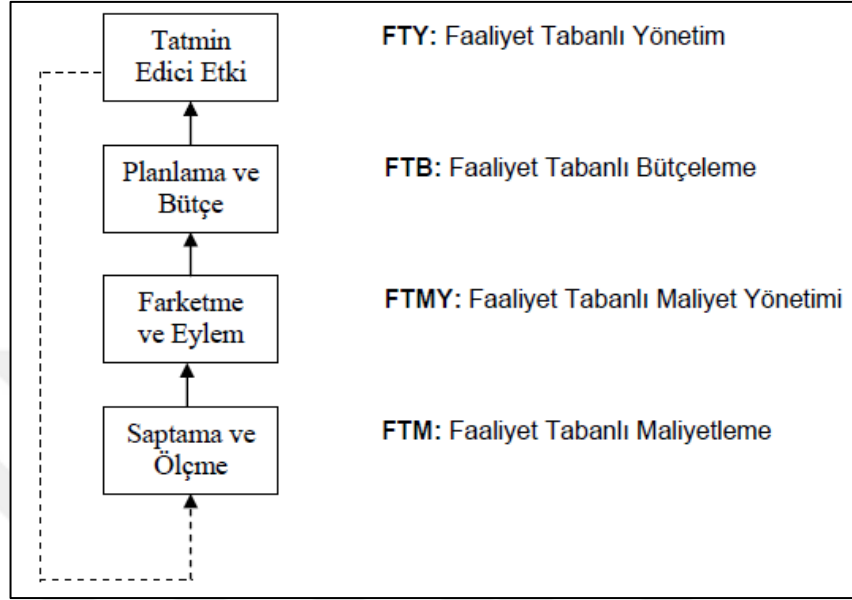 Tatmin
Edici Etki
FTY: Faaliyet Tabanlı Yönetim
Planlama ve
Bütçe
FTB: Faaliyet Tabanlı Bütçeleme
Farketme
ve Eylem
FTMY: Faaliyet Tabanlı Maliyet Yönetimi
Saptama ve
Ölçme
FTM: Faaliyet Tabanlı Maliyetleme